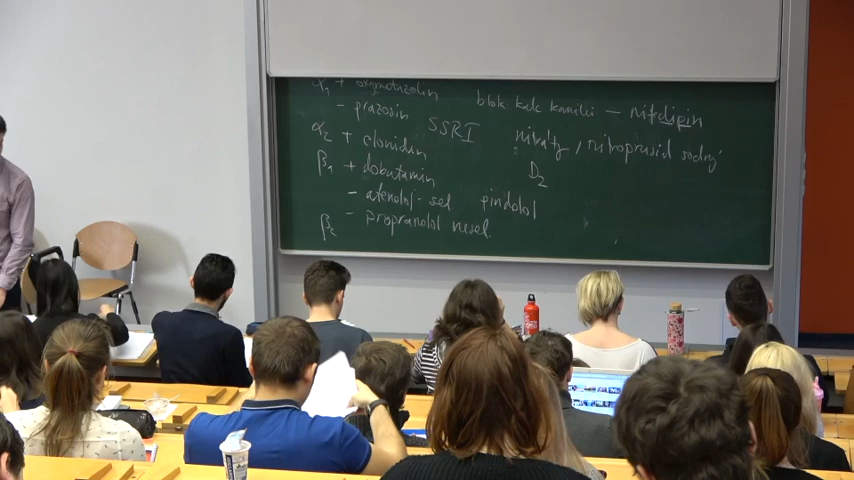 α₁ + oxymetazolin
- prazosin
α₂ + clonidin
β₁ + dobutamin
- atenolol - sel
β₂ - propranolol nesel.
SSRI
pindolol
blok. kalc. kanálů — nifedipin
nitráty, nitroprusid sodný
D₂